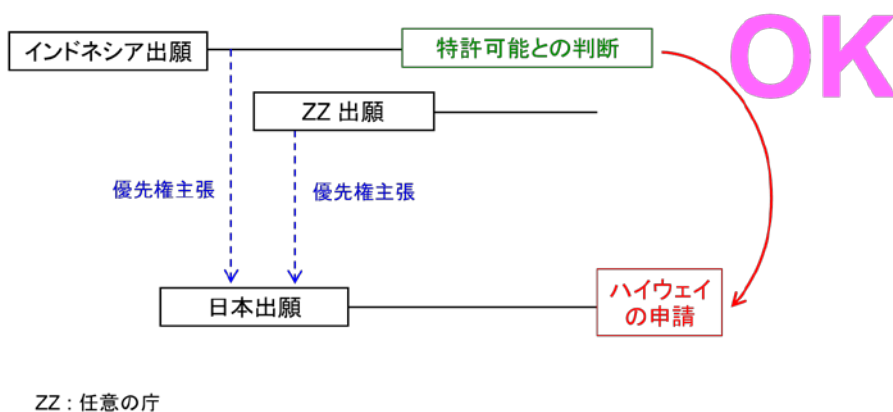 インドネシア出願
特許可能との判断
OK
ZZ 出願
優先権主張
優先権主張
日本出願
ハイウェイ
の申請
ZZ : 任意の庁